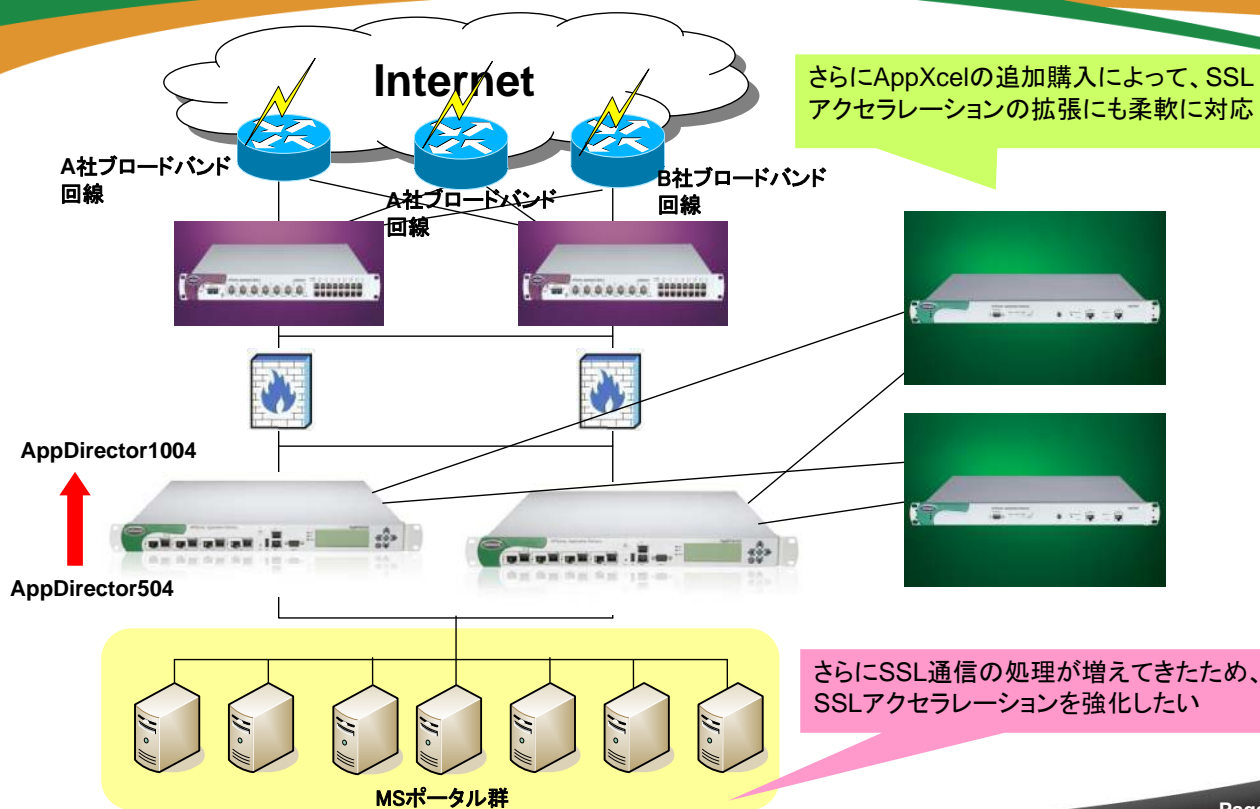 Internet
さらにAppXcelの追加購入によって、SSL
アクセラレーションの拡張にも柔軟に対応
A社ブロードバンド
回線
A社ブロードバンド
回線
B社ブロードバンド
回線
AppDirector1004
AppDirector504
さらにSSL通信の処理が増えてきたため、
SSLアクセラレーションを強化したい
MSポータル群